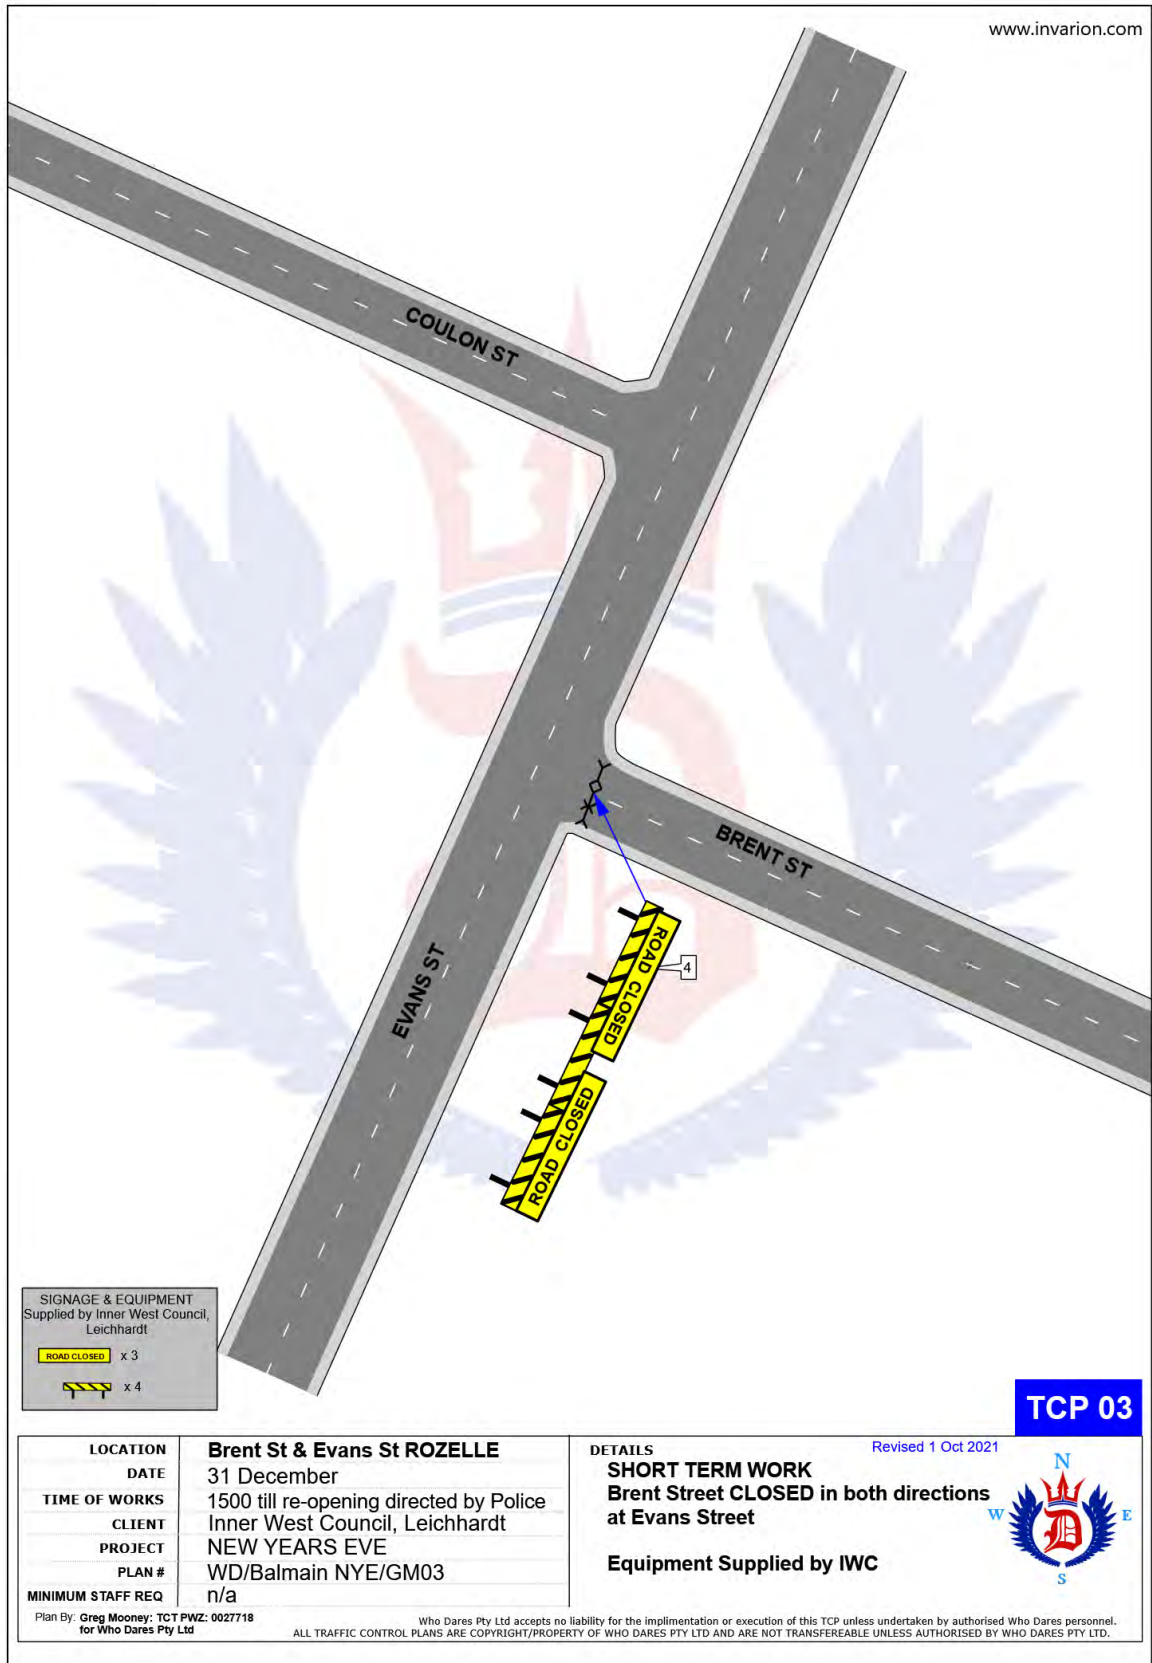 www.invarion.com
COULON ST
BRENT ST
EVANS ST
ROAD CLOSED
4
ROAD CLOSED
SIGNAGE & EQUIPMENT
Supplied by Inner West Council,
Leichhardt
ROAD CLOSED x 3
x 4
TCP 03
LOCATION Brent St & Evans St ROZELLE
DATE 31 December
TIME OF WORKS 1500 till re-opening directed by Police
CLIENT Inner West Council, Leichhardt
PROJECT NEW YEARS EVE
PLAN # WD/Balmain NYE/GM03
MINIMUM STAFF REQ n/a
DETAILS Revised 1 Oct 2021
SHORT TERM WORK
Brent Street CLOSED in both directions
at Evans Street
Equipment Supplied by IWC
N
W E
D
S
Plan By: Greg Mooney: TCT PWZ: 0027718
for Who Dares Pty Ltd
Who Dares Pty Ltd accepts no liability for the implimentation or execution of this TCP unless undertaken by authorised Who Dares personnel.
ALL TRAFFIC CONTROL PLANS ARE COPYRIGHT/PROPERTY OF WHO DARES PTY LTD AND ARE NOT TRANSFEREABLE UNLESS AUTHORISED BY WHO DARES PTY LTD.